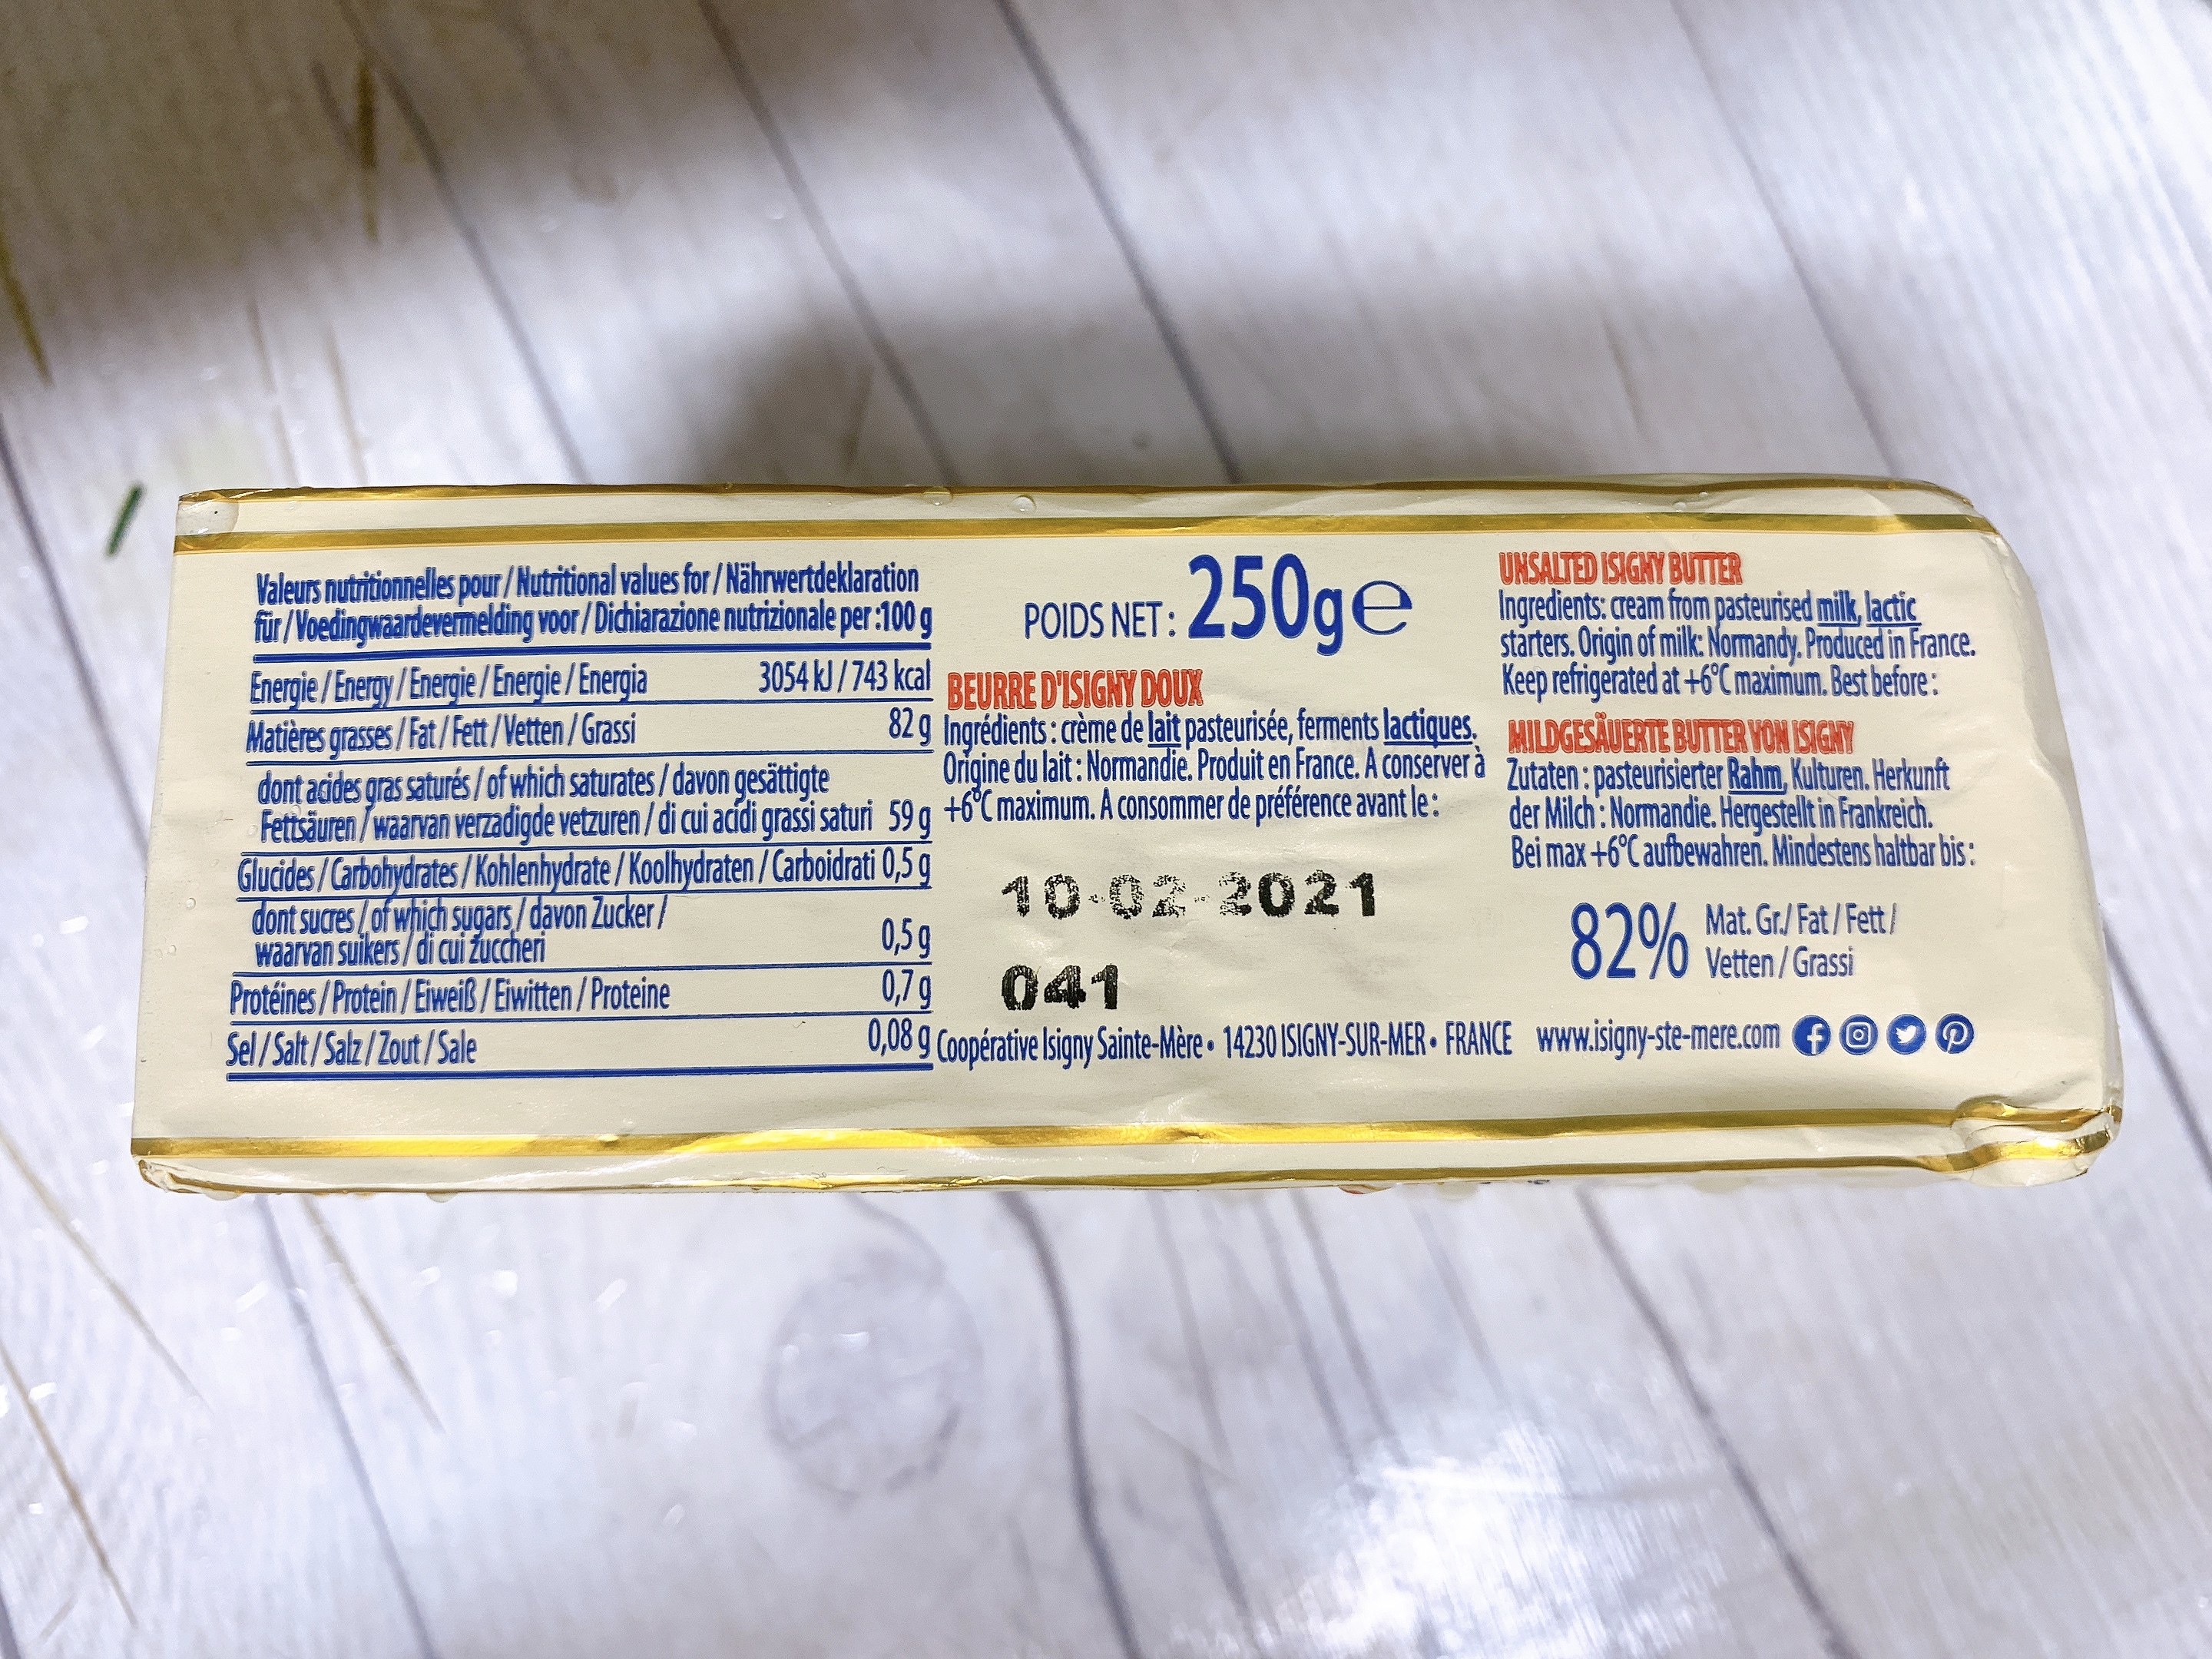 Valeurs nutritionnelles pour / Nutritional values for / Nährwertdeklaration
für / Voedingwaardevermelding voor / Dichiarazione nutrizionale per :100 g
Energie / Energy / Energie / Energie / Energia 3054 kJ / 743 kcal
Matières grasses / Fat / Fett / Vetten / Grassi 82 g
dont acides gras saturés / of which saturates / davon gesättigte
Fettsäuren / waarvan verzadigde vetzuren / di cui acidi grassi saturi 59 g
Glucides / Carbohydrates / Kohlenhydrate / Koolhydraten / Carboidrati 0,5 g
dont sucres / of which sugars / davon Zucker /
waarvan suikers / di cui zuccheri 0,5 g
Protéines / Protein / Eiweiß / Eiwitten / Proteine 0,7 g
Sel / Salt / Salz / Zout / Sale 0,08 g
POIDS NET : 250g e
BEURRE D'ISIGNY DOUX
Ingrédients : crème de lait pasteurisée, ferments lactiques.
Origine du lait : Normandie. Produit en France. A conserver à
+6°C maximum. A consommer de préférence avant le :
10-02-2021
041
UNSALTED ISIGNY BUTTER
Ingredients: cream from pasteurised milk, lactic
starters. Origin of milk: Normandy. Produced in France.
Keep refrigerated at +6°C maximum. Best before :
MILDGESÄUERTE BUTTER VON ISIGNY
Zutaten : pasteurisierter Rahm, Kulturen. Herkunft
der Milch : Normandie. Hergestellt in Frankreich.
Bei max +6°C aufbewahren. Mindestens haltbar bis :
82% Mat. Gr./ Fat / Fett /
Vetten / Grassi
Coopérative Isigny Sainte-Mère • 14230 ISIGNY-SUR-MER • FRANCE www.isigny-ste-mere.com